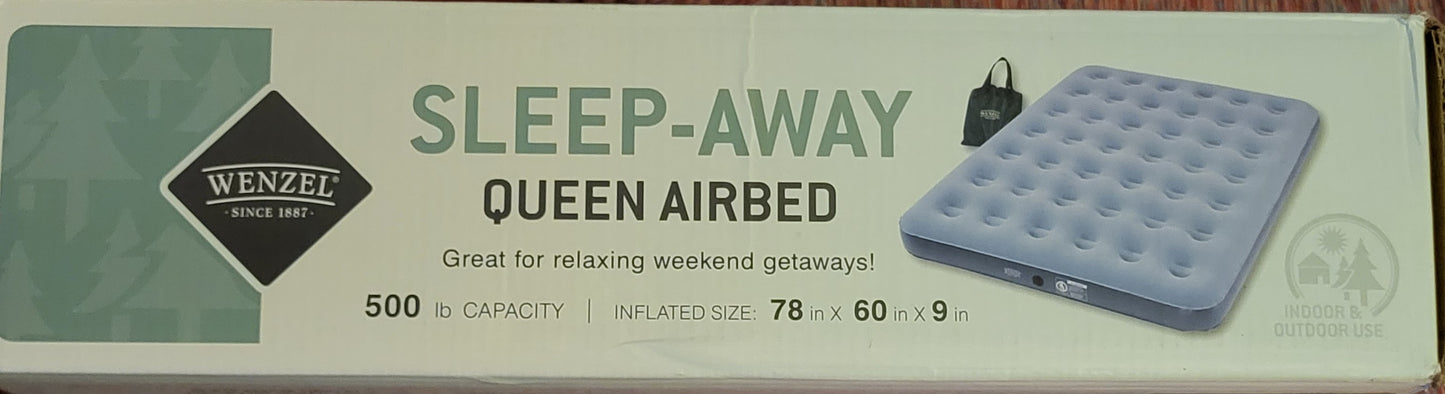 WENZEL®
·SINCE 1887·
SLEEP-AWAY
QUEEN AIRBED
Great for relaxing weekend getaways!
500 lb CAPACITY | INFLATED SIZE: 78 in X 60 in X 9 in
WENZEL
INDOOR &
OUTDOOR USE